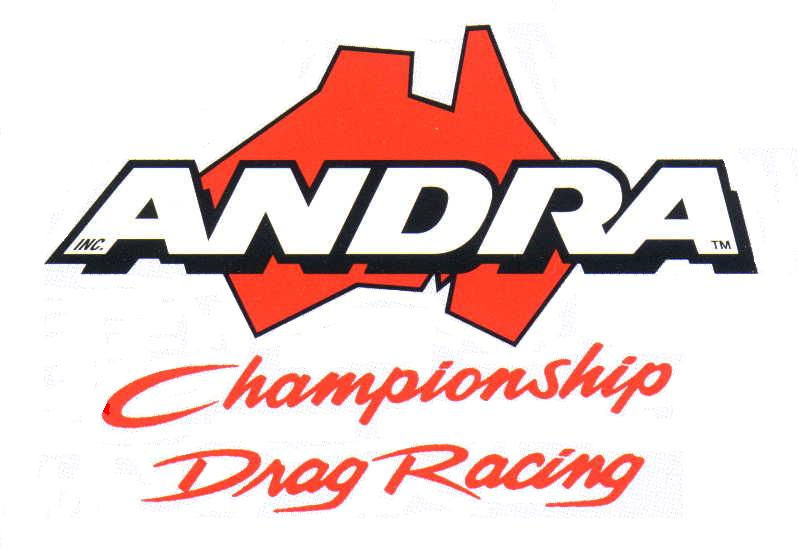 ANDRA
INC. TM
Championship
Drag Racing